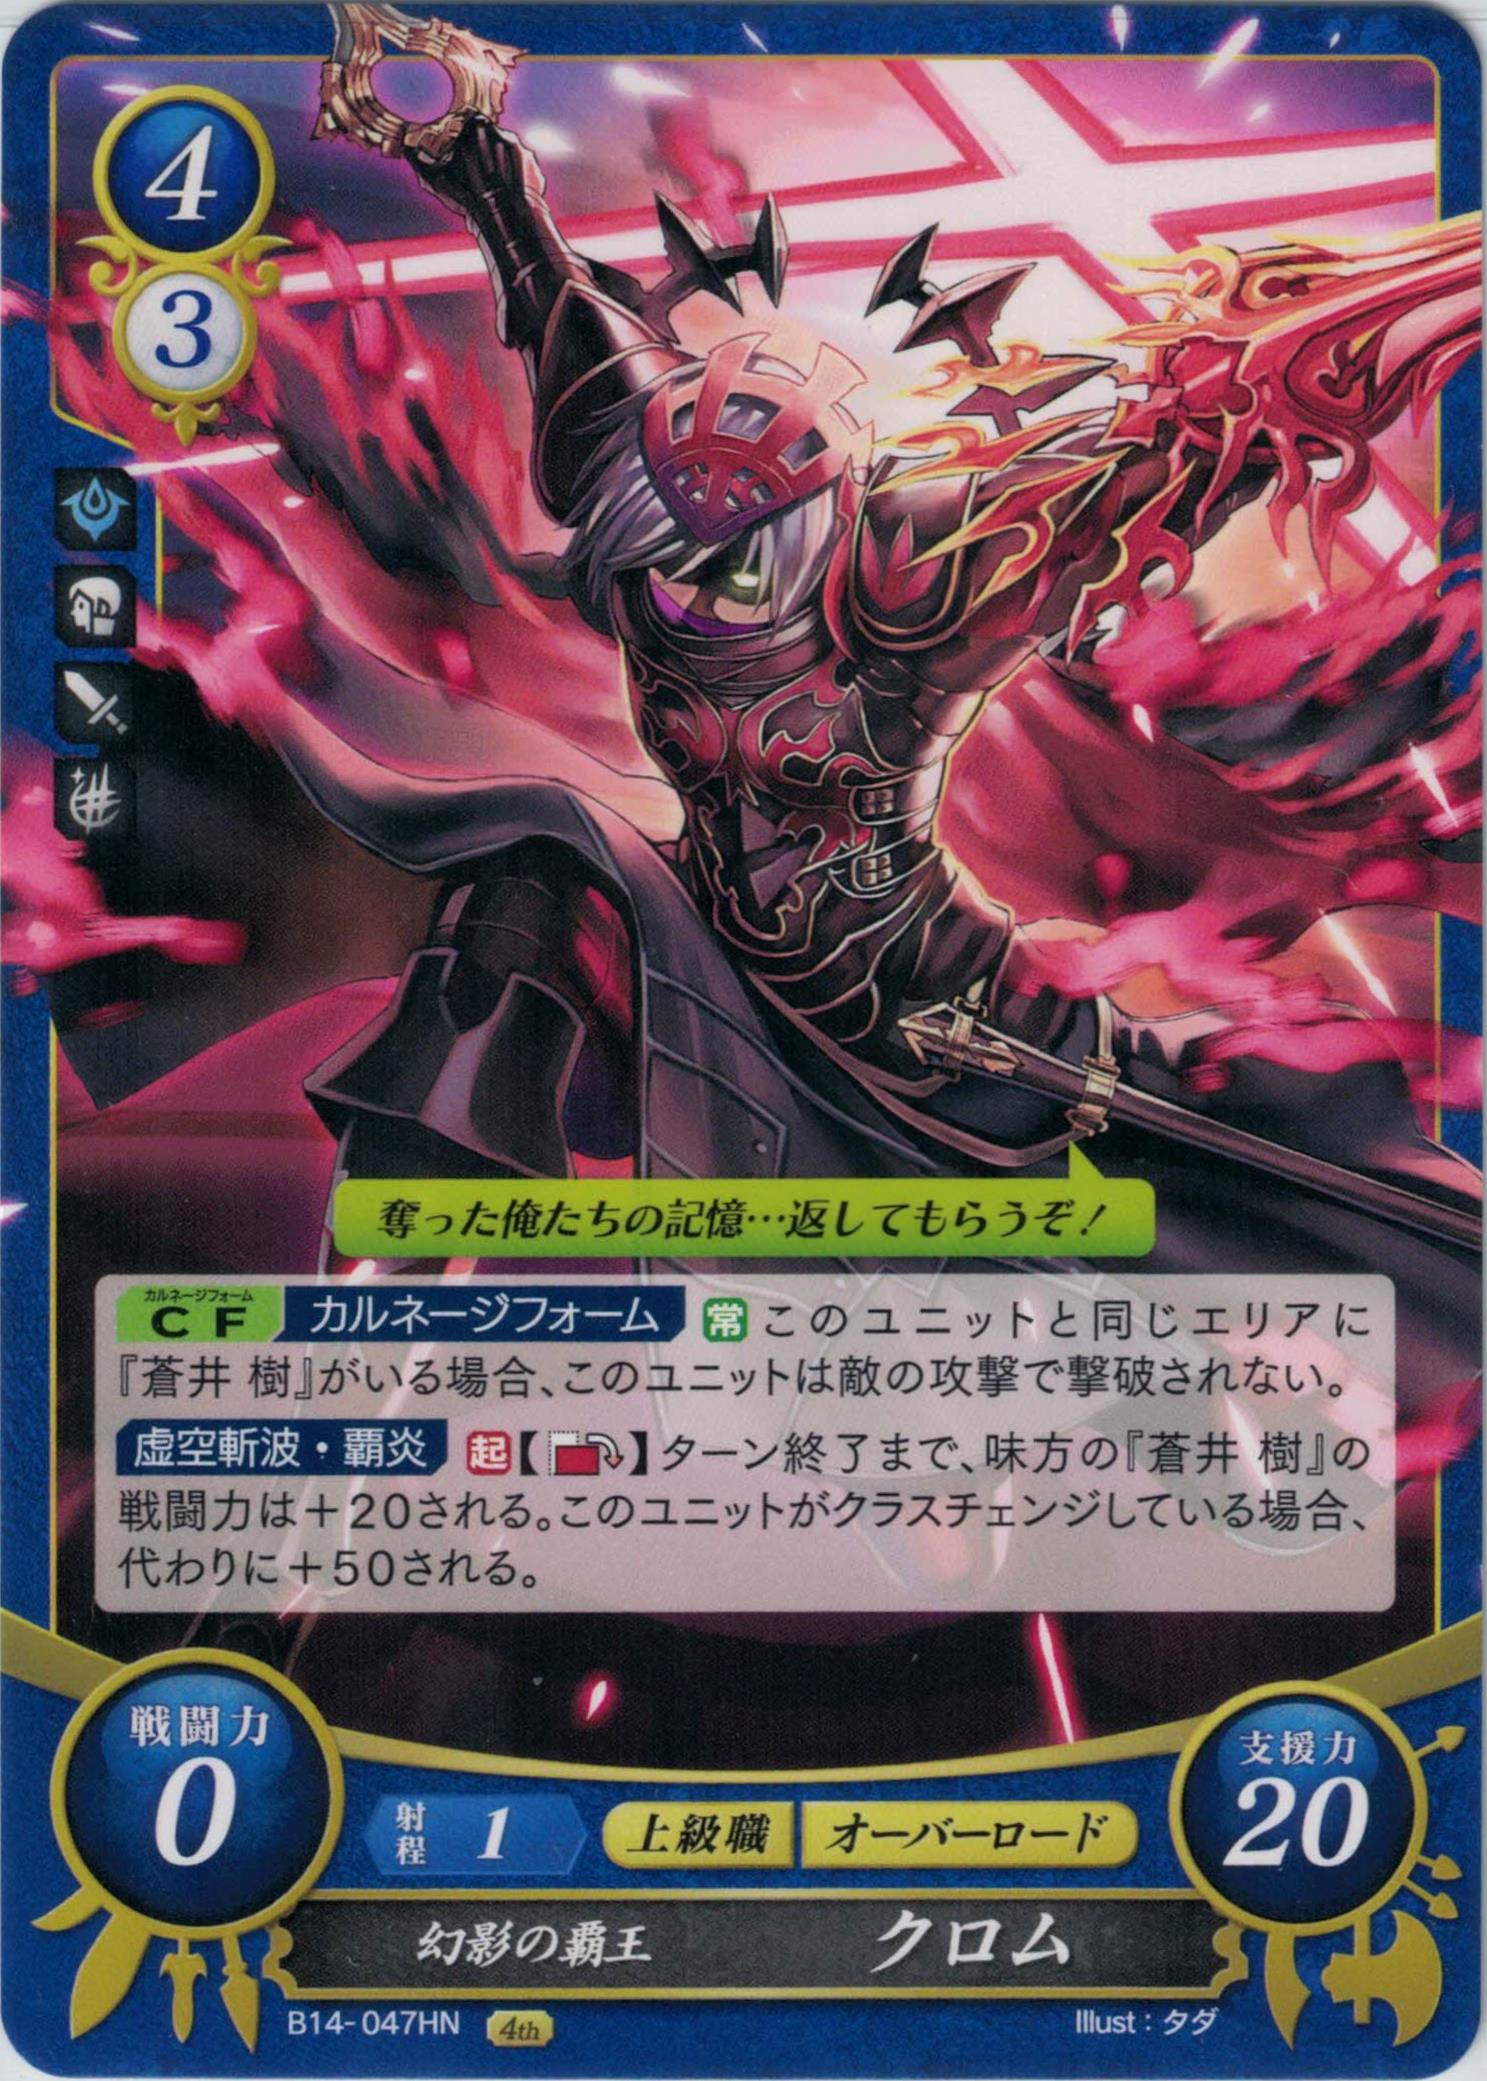 4
3
奪った俺たちの記憶…返してもらうぞ！
カルネージフォーム
CF カルネージフォーム 常 このユニットと同じエリアに
『蒼井 樹』がいる場合、このユニットは敵の攻撃で撃破されない。
虚空斬波・覇炎 起【】ターン終了まで、味方の『蒼井 樹』の
戦闘力は＋20される。このユニットがクラスチェンジしている場合、
代わりに＋50される。
戦闘力
0
射程 1
上級職 オーバーロード
支援力
20
幻影の覇王 クロム
B14-047HN 4th
Illust：タダ